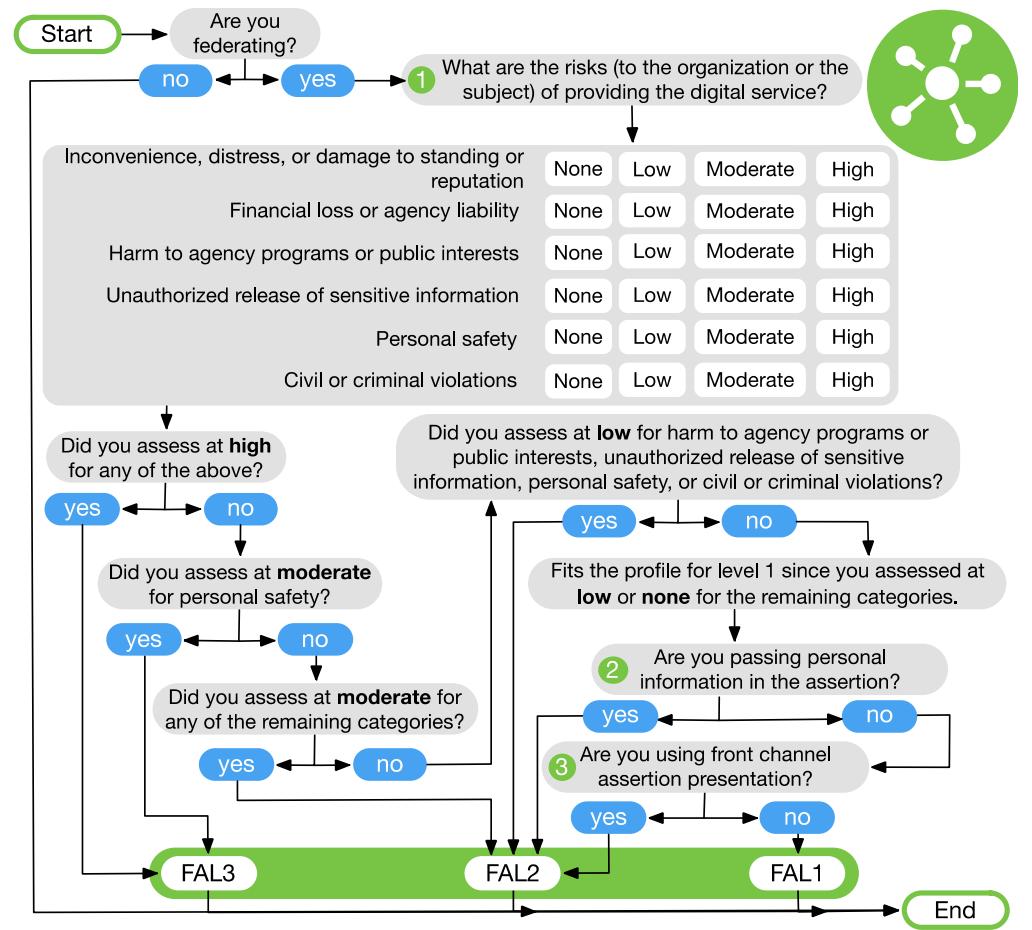 Start
Are you
federating?
no
yes
1
What are the risks (to the organization or the
subject) of providing the digital service?
Inconvenience, distress, or damage to standing or
reputation
None Low Moderate High
Financial loss or agency liability None Low Moderate High
Harm to agency programs or public interests None Low Moderate High
Unauthorized release of sensitive information None Low Moderate High
Personal safety None Low Moderate High
Civil or criminal violations None Low Moderate High
Did you assess at high
for any of the above?
yes
no
Did you assess at moderate
for personal safety?
yes
no
Did you assess at moderate for
any of the remaining categories?
yes
no
Did you assess at low for harm to agency programs or
public interests, unauthorized release of sensitive
information, personal safety, or civil or criminal violations?
yes
no
Fits the profile for level 1 since you assessed at
low or none for the remaining categories.
2
Are you passing personal
information in the assertion?
yes
no
3
Are you using front channel
assertion presentation?
yes
no
FAL3
FAL2
FAL1
End